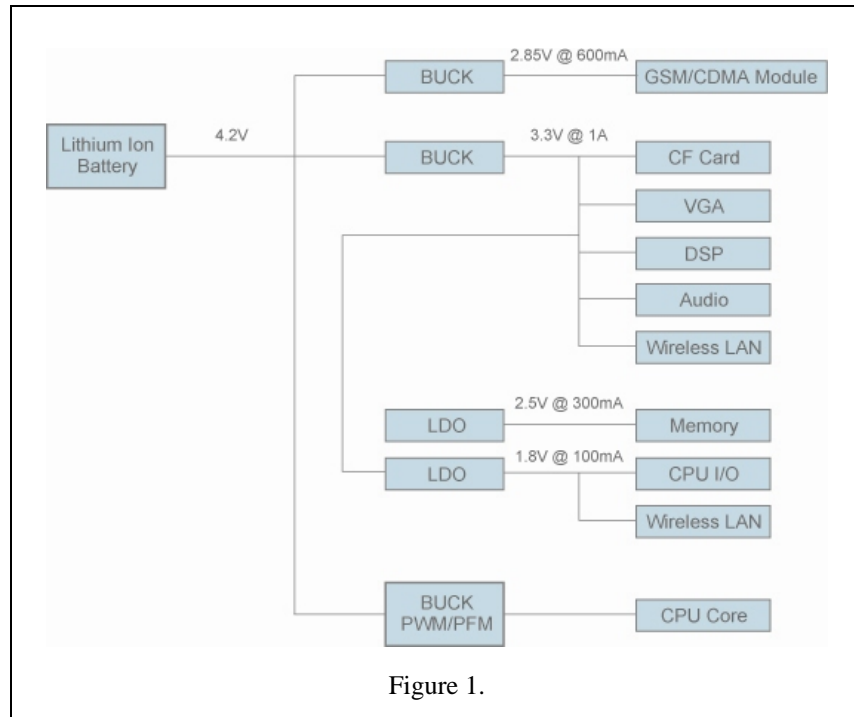 2.85V @ 600mA
BUCK
GSM/CDMA Module
Lithium Ion
Battery
4.2V
3.3V @ 1A
BUCK
CF Card
VGA
DSP
Audio
Wireless LAN
2.5V @ 300mA
LDO
Memory
1.8V @ 100mA
LDO
CPU I/O
Wireless LAN
BUCK
PWM/PFM
CPU Core
Figure 1.